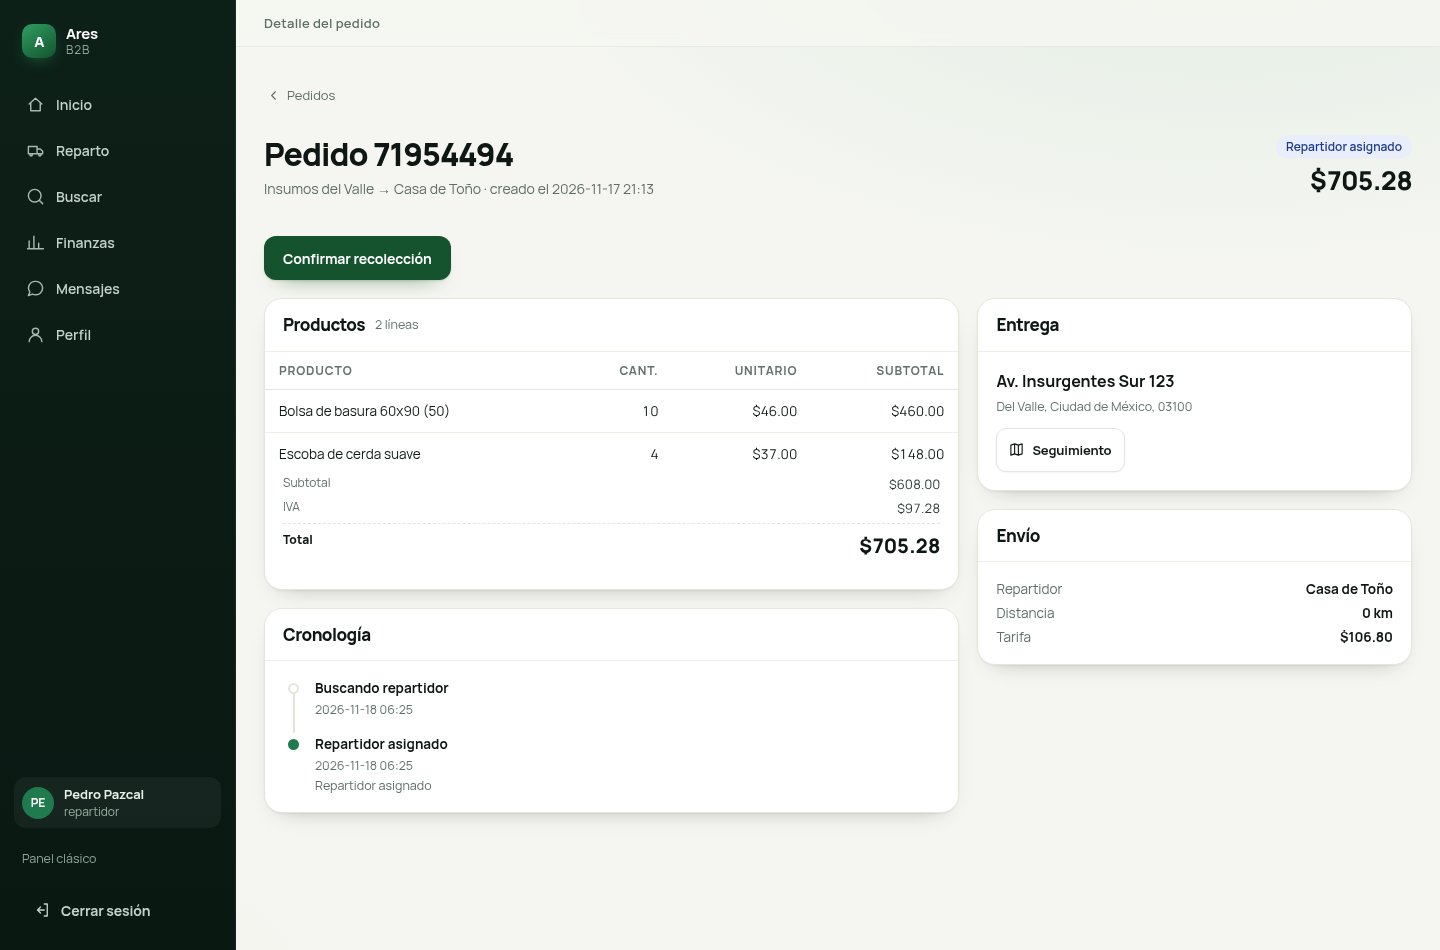 A
Ares
B2B
Inicio
Reparto
Buscar
Finanzas
Mensajes
Perfil
PE
Pedro Pazcal
repartidor
Panel clásico
Cerrar sesión
Detalle del pedido
Pedidos
Pedido 71954494
Insumos del Valle → Casa de Toño · creado el 2026-11-17 21:13
Repartidor asignado
$705.28
Confirmar recolección
Productos 2 líneas
PRODUCTO CANT. UNITARIO SUBTOTAL
Bolsa de basura 60x90 (50) 10 $46.00 $460.00
Escoba de cerda suave 4 $37.00 $148.00
Subtotal $608.00
IVA $97.28
Total $705.28
Cronología
Buscando repartidor
2026-11-18 06:25
Repartidor asignado
2026-11-18 06:25
Repartidor asignado
Entrega
Av. Insurgentes Sur 123
Del Valle, Ciudad de México, 03100
Seguimiento
Envío
Repartidor Casa de Toño
Distancia 0 km
Tarifa $106.80